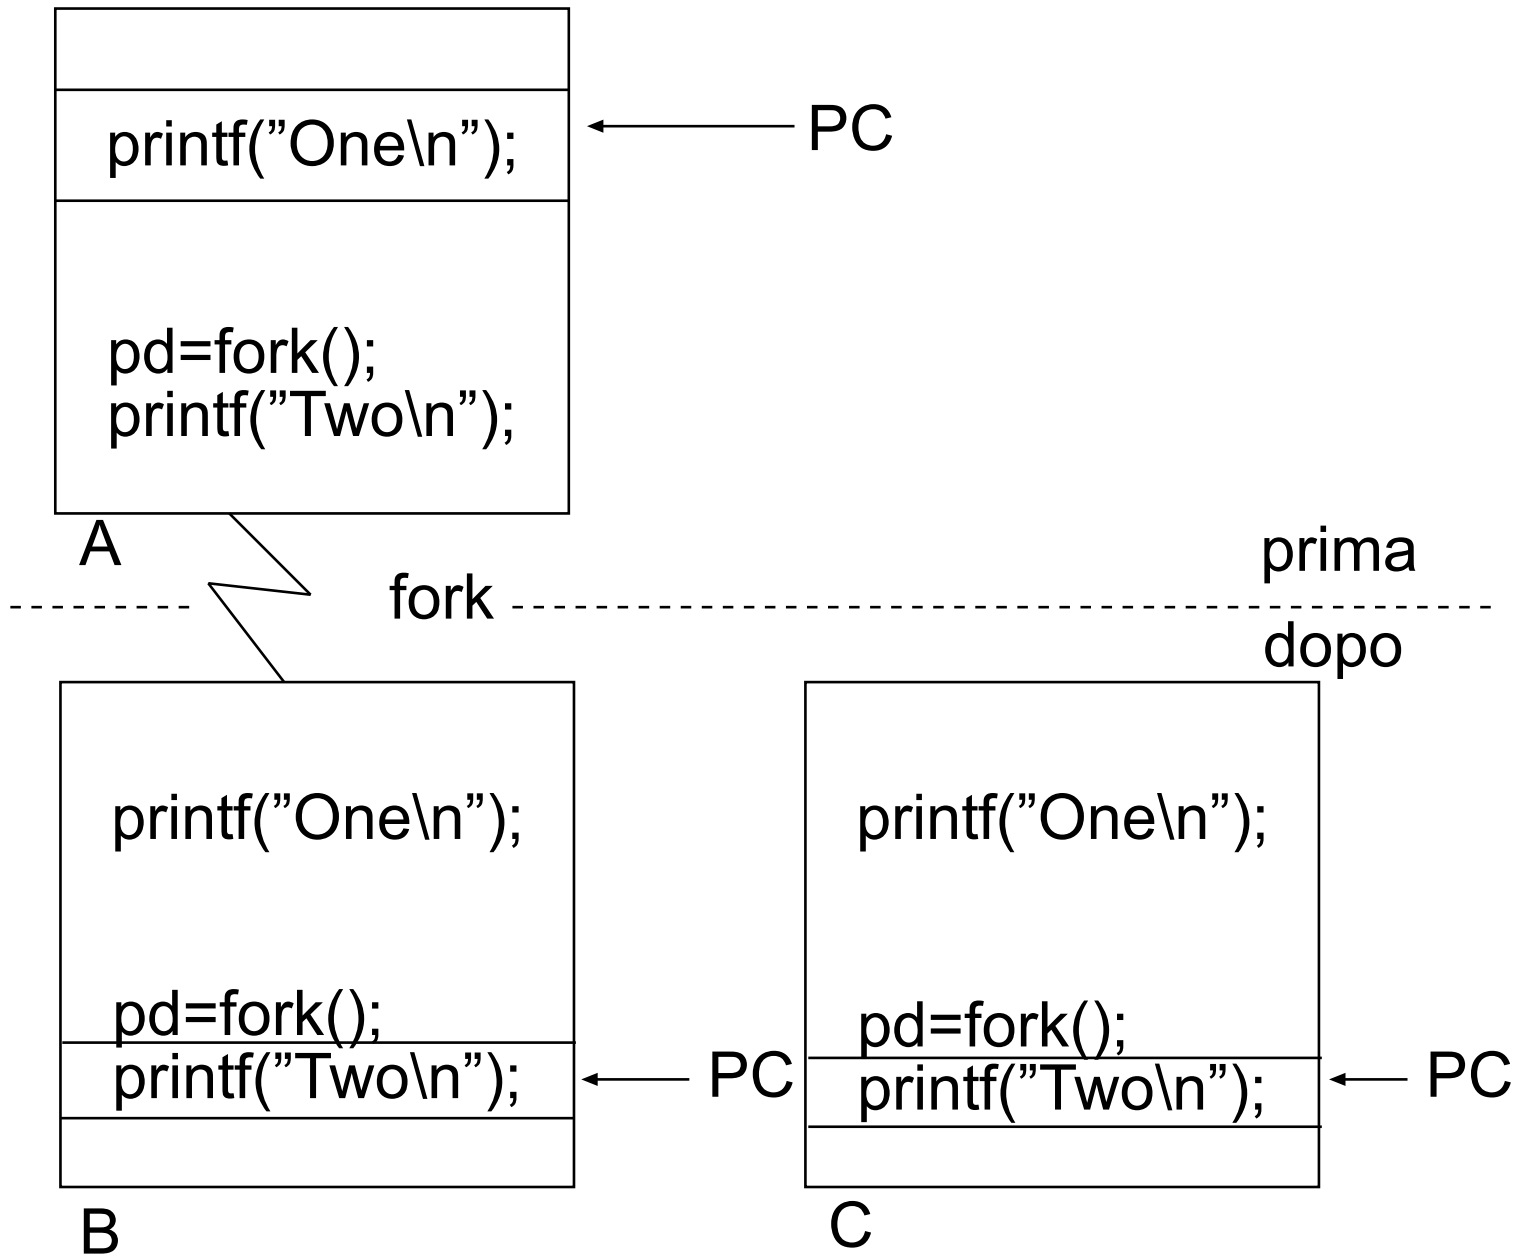 printf(”One\n”);
PC
pd=fork();
printf(”Two\n”);
A
prima
fork
dopo
printf(”One\n”);
printf(”One\n”);
pd=fork();
pd=fork();
printf(”Two\n”);
PC
printf(”Two\n”);
PC
B
C